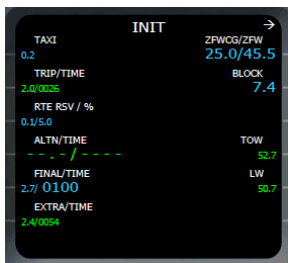 INIT →
TAXI ZFWCG/ZFW
0.2 25.0/45.5
TRIP/TIME BLOCK
2.0/0026 7.4
RTE RSV / %
0.1/5.0
ALTN/TIME TOW
--.-/---- 52.7
FINAL/TIME LW
2.7/ 0100 50.7
EXTRA/TIME
2.4/0054